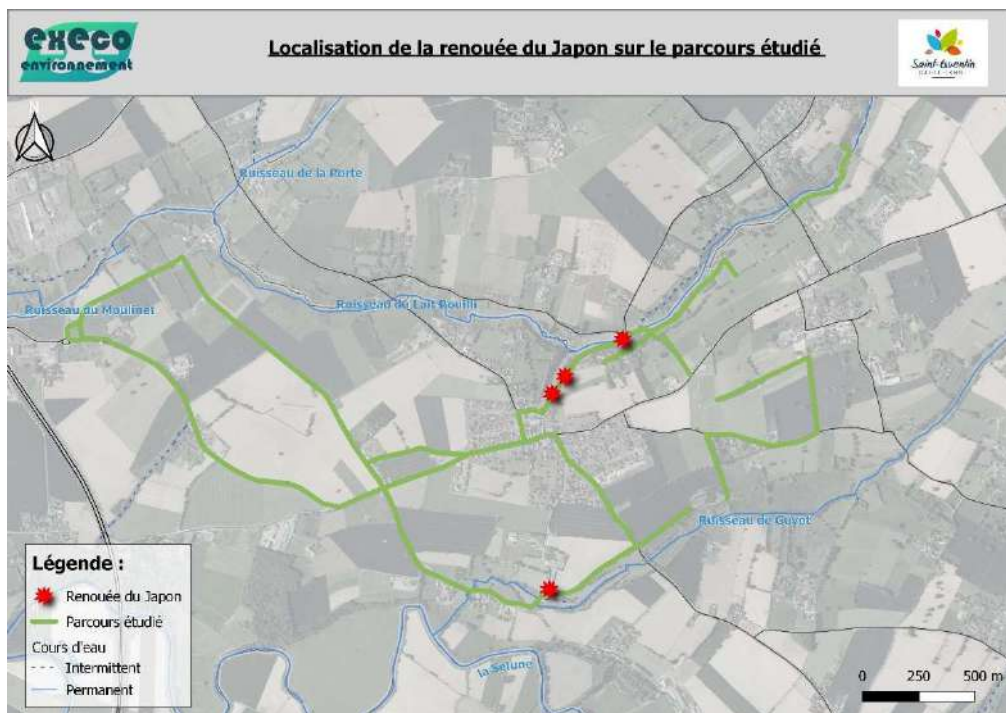 execo
environnement
Localisation de la renouée du Japon sur le parcours étudié
Saint-Quentin
N
Ruisseau de la Porte
Ruisseau du Moulinet
Ruisseau du Lait Bouilli
Ruisseau de Guyot
la Sélune
Légende :
Renouée du Japon
Parcours étudié
Cours d'eau
Intermittent
Permanent
0 250 500 m